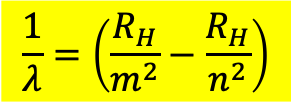 1/λ = (R_H/m² − R_H/n²)